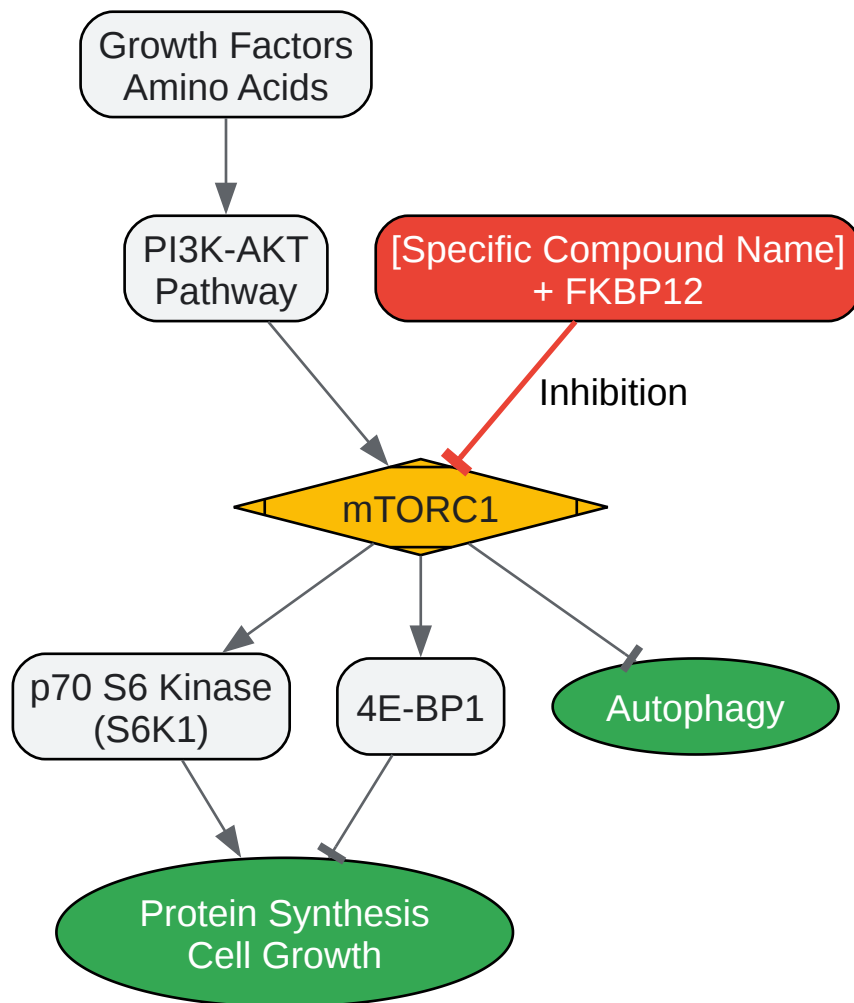 Growth Factors
Amino Acids
PI3K-AKT
Pathway
[Specific Compound Name]
+ FKBP12
Inhibition
mTORC1
p70 S6 Kinase
(S6K1)
4E-BP1
Autophagy
Protein Synthesis
Cell Growth